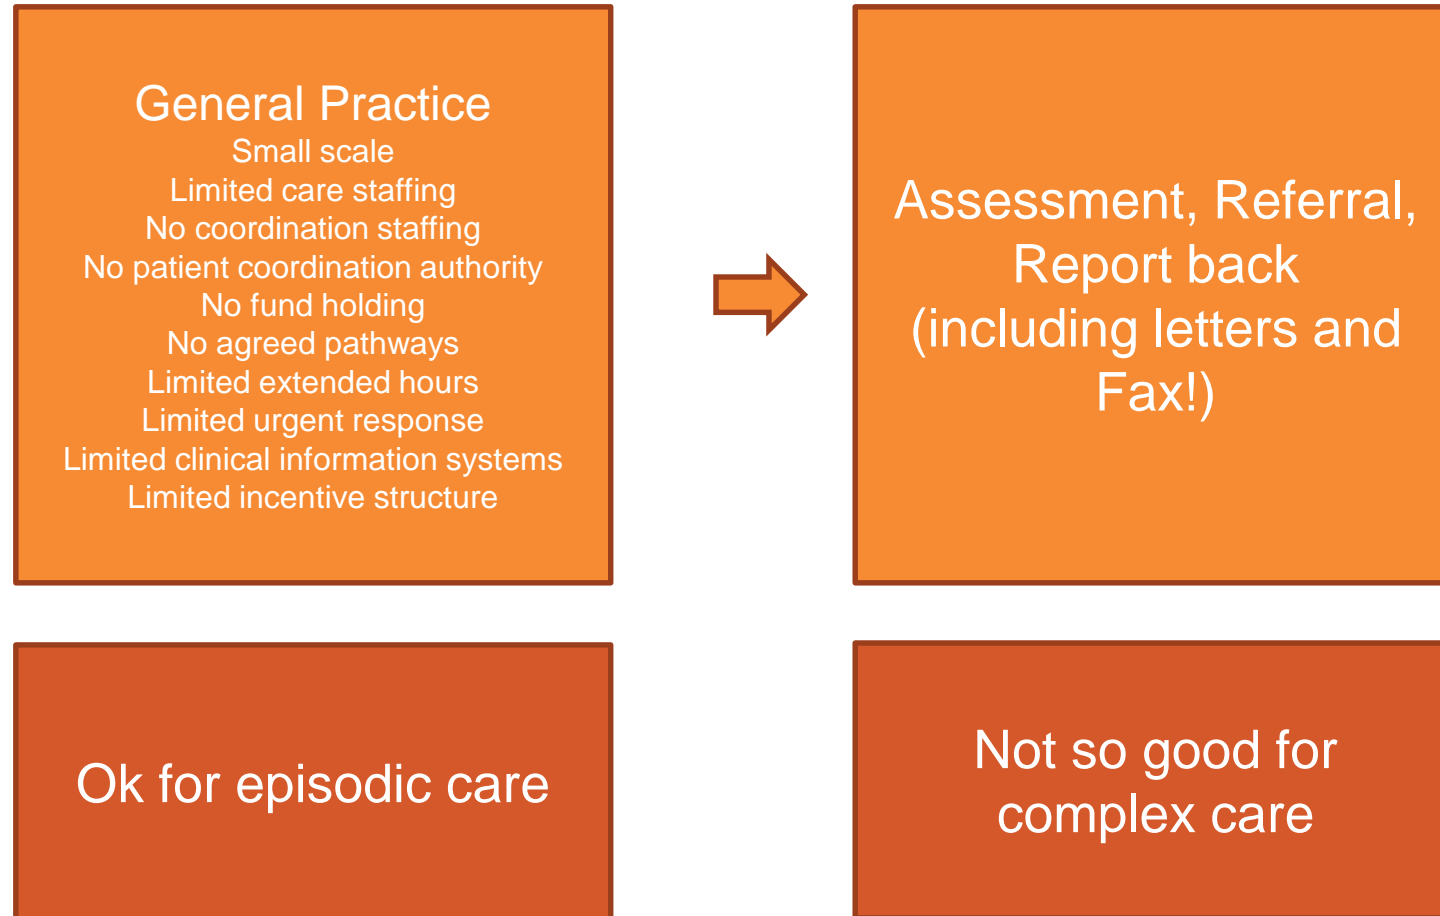 General Practice
Small scale
Limited care staffing
No coordination staffing
No patient coordination authority
No fund holding
No agreed pathways
Limited extended hours
Limited urgent response
Limited clinical information systems
Limited incentive structure
Assessment, Referral,
Report back
(including letters and
Fax!)
Ok for episodic care
Not so good for
complex care